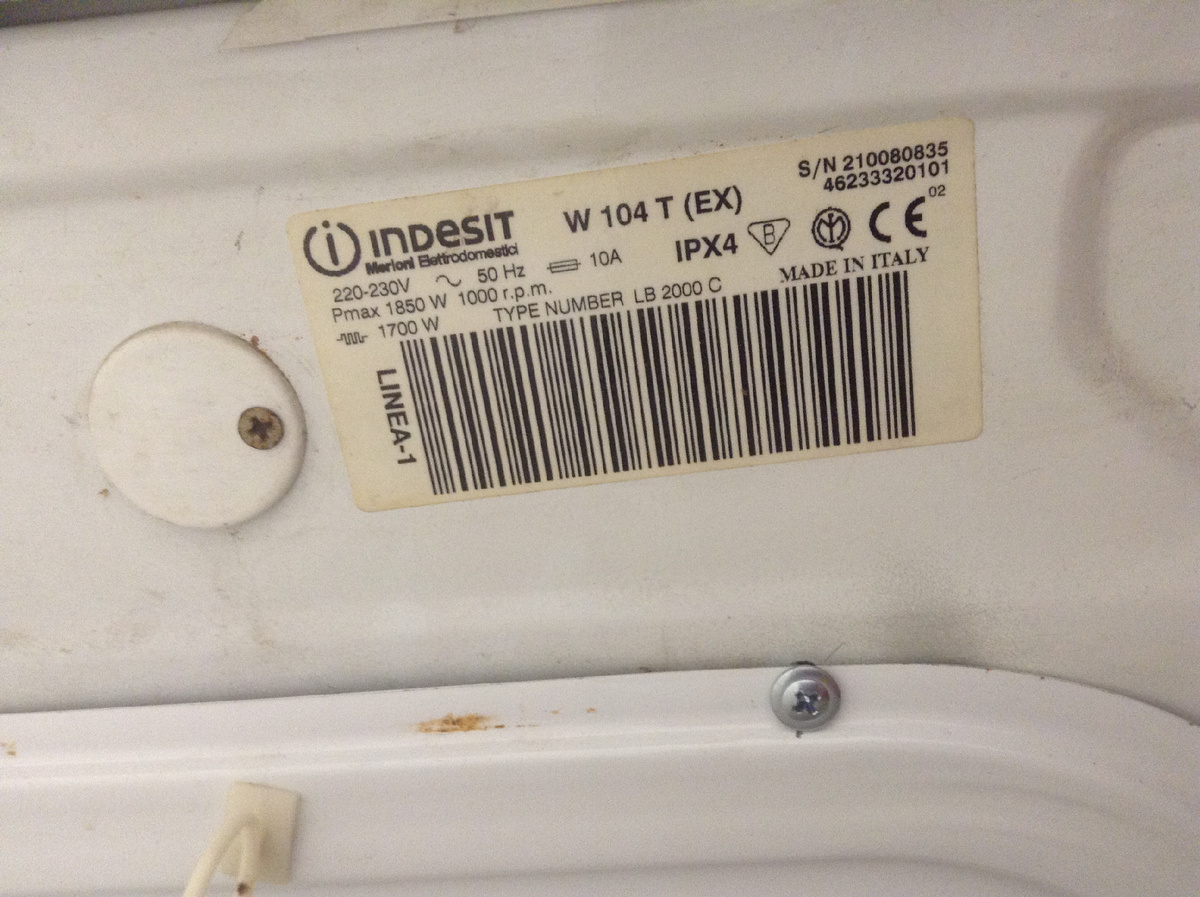 INDESIT
Merloni Elettrodomestici
W 104 T (EX)
S/N 210080835
46233320101
220-230V 50 Hz 10A
IPX4
B
CE 02
Pmax 1850 W 1000 r.p.m.
MADE IN ITALY
1700 W
TYPE NUMBER LB 2000 C
LINEA-1